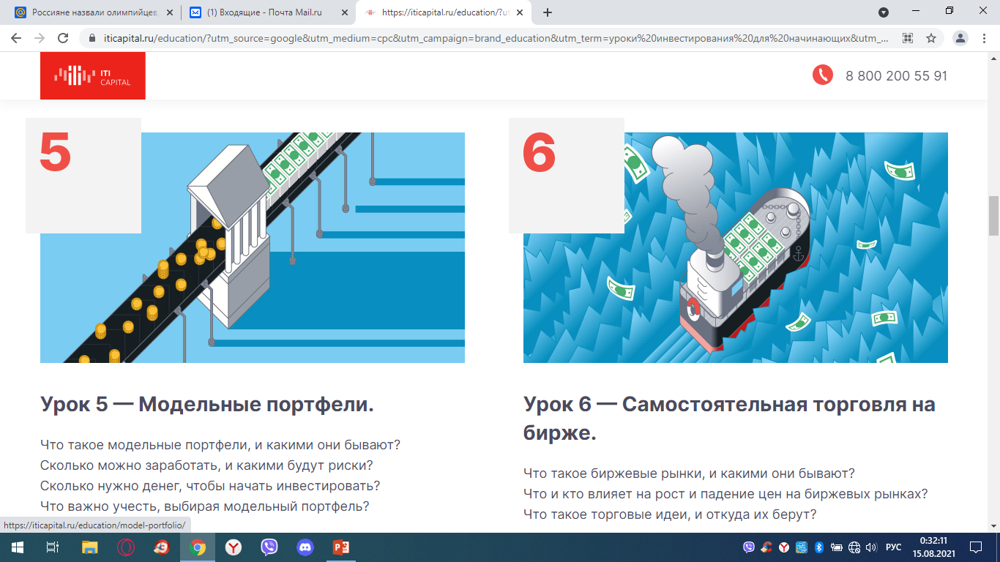 Россияне назвали олимпийцев,
(1) Входящие - Почта Mail.ru
https://iticapital.ru/education/?ut
iticapital.ru/education/?utm_source=google&utm_medium=cpc&utm_campaign=brand_education&utm_term=уроки%20инвестирования%20для%20начинающих&utm_...
ITI
CAPITAL
8 800 200 55 91
5
6
Урок 5 — Модельные портфели.
Что такое модельные портфели, и какими они бывают?
Сколько можно заработать, и какими будут риски?
Сколько нужно денег, чтобы начать инвестировать?
Что важно учесть, выбирая модельный портфель?
Урок 6 — Самостоятельная торговля на
бирже.
Что такое биржевые рынки, и какими они бывают?
Что и кто влияет на рост и падение цен на биржевых рынках?
Что такое торговые идеи, и откуда их берут?
https://iticapital.ru/education/model-portfolio/
РУС
0:32:11
15.08.2021